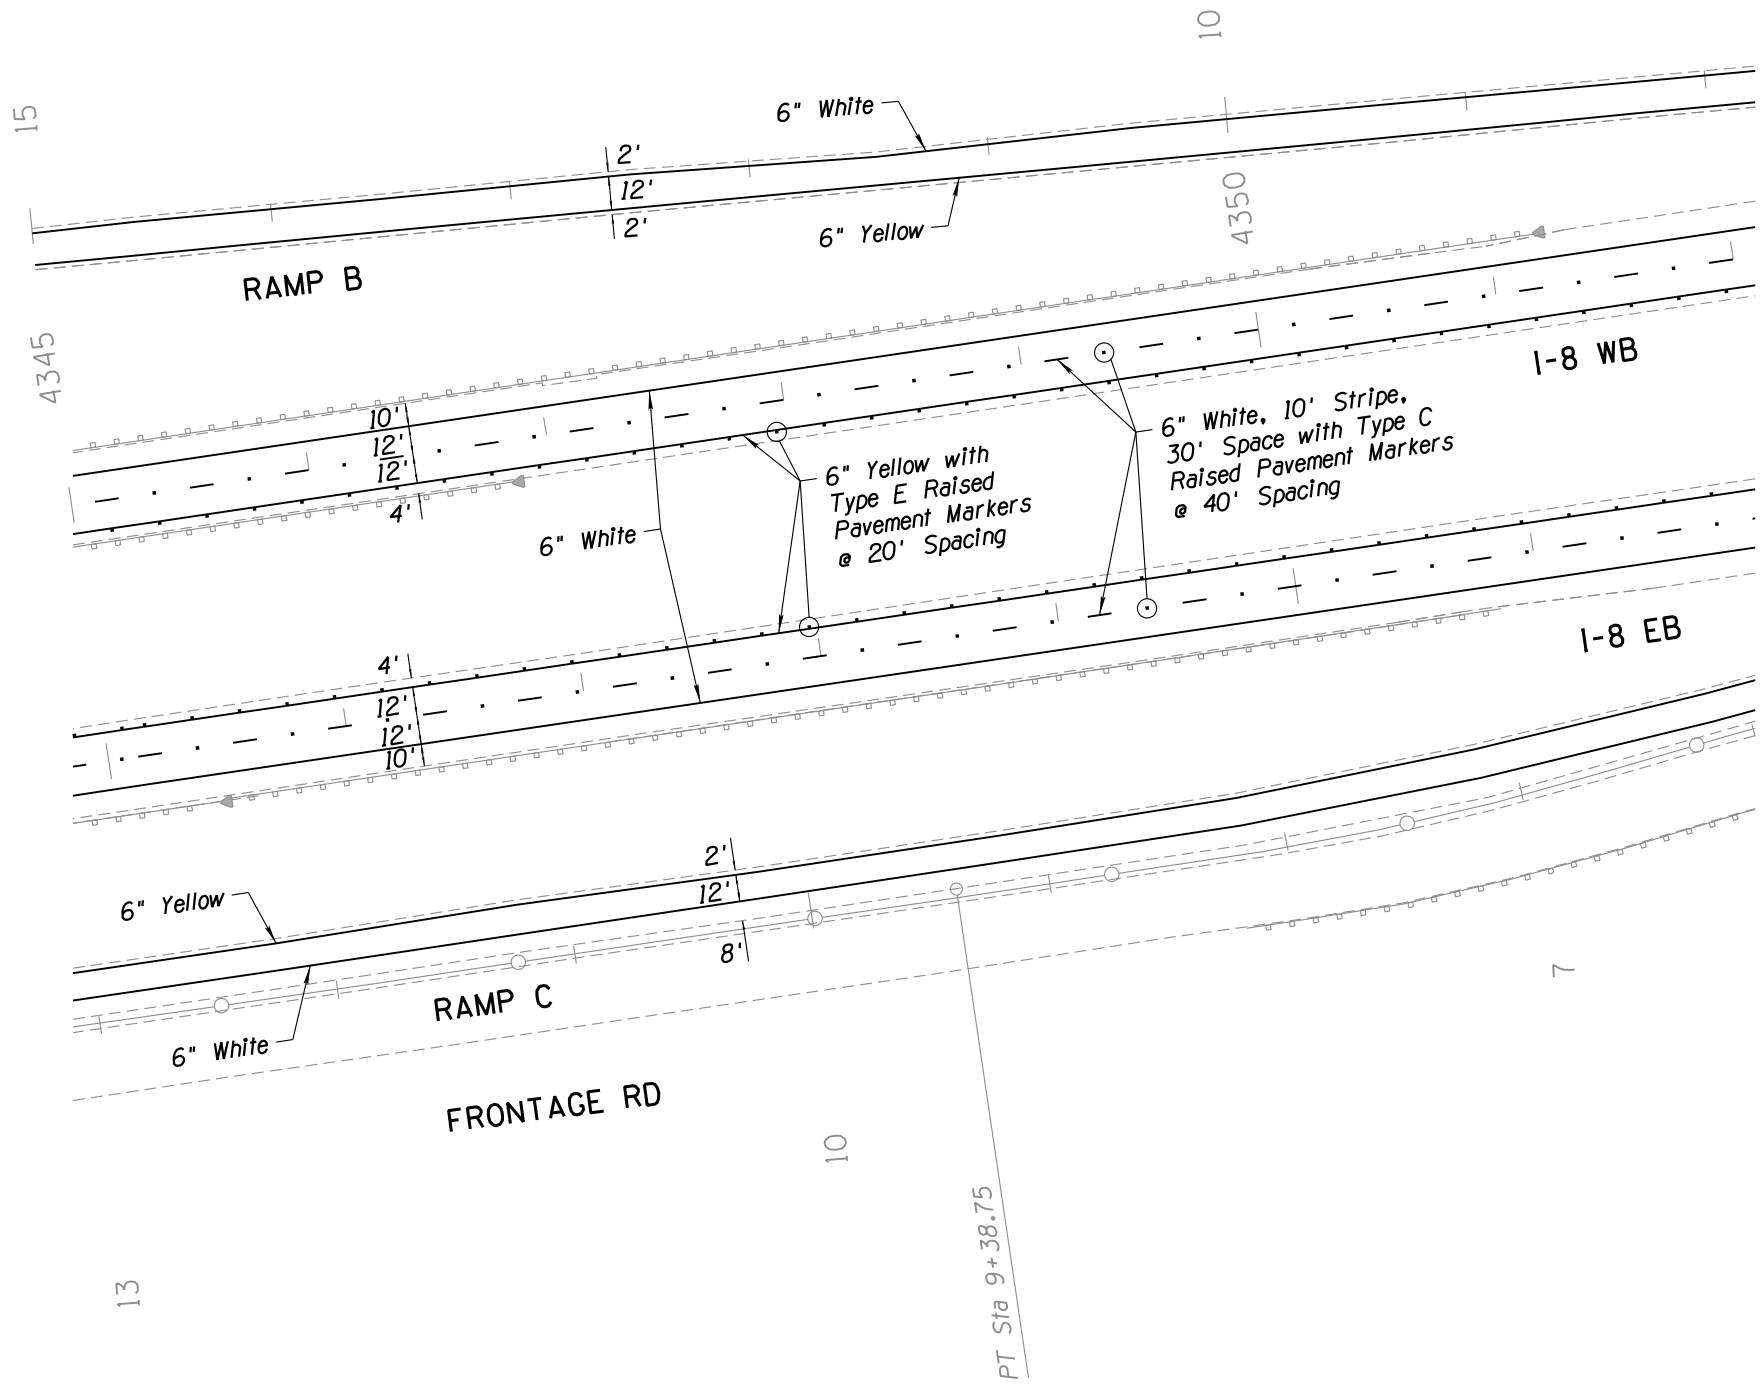 10
15
6" White
2'
12'
2'
6" Yellow
4350
RAMP B
4345
I-8 WB
10'
12'
12'
4'
6" White, 10' Stripe,
30' Space with Type C
Raised Pavement Markers
@ 40' Spacing
6" Yellow with
Type E Raised
Pavement Markers
@ 20' Spacing
6" White
I-8 EB
4'
12'
12'
10'
2'
12'
8'
6" Yellow
7
RAMP C
6" White
FRONTAGE RD
10
PT Sta 9+38.75
13